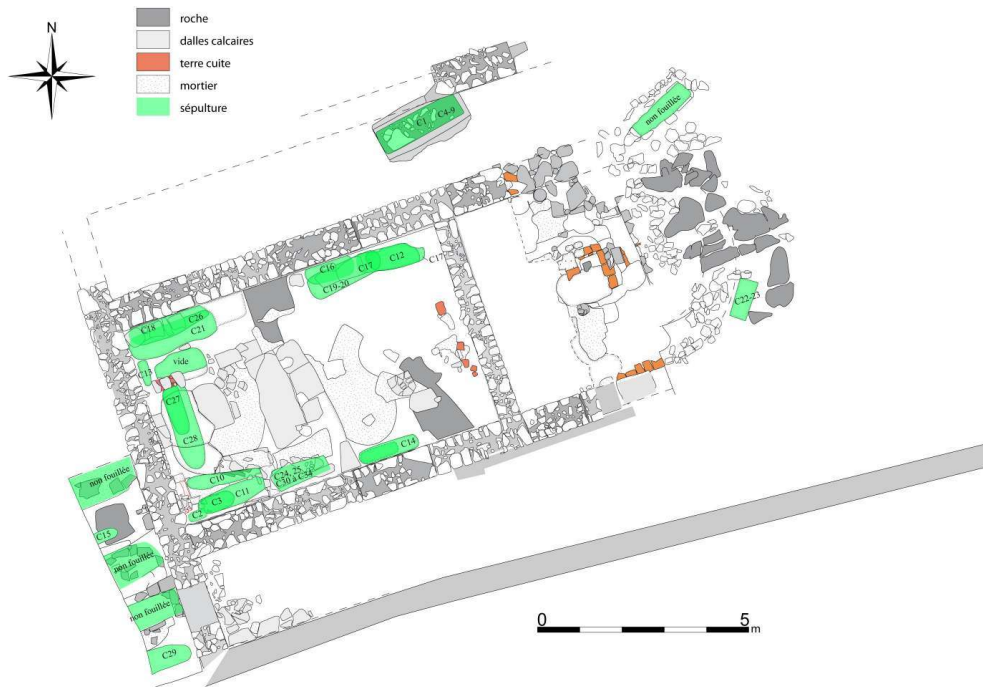 roche
dalles calcaires
terre cuite
mortier
sépulture
non fouillée
C1
C4-9
C16
C17
C12
C17
C19-20
C22-23
C18
C26
C21
vide
C13
C27
C28
C14
C10
C24, 25,
C30 à C34
C11
C3
C2
non fouillée
C15
non fouillée
non fouillée
C29
0
5
m